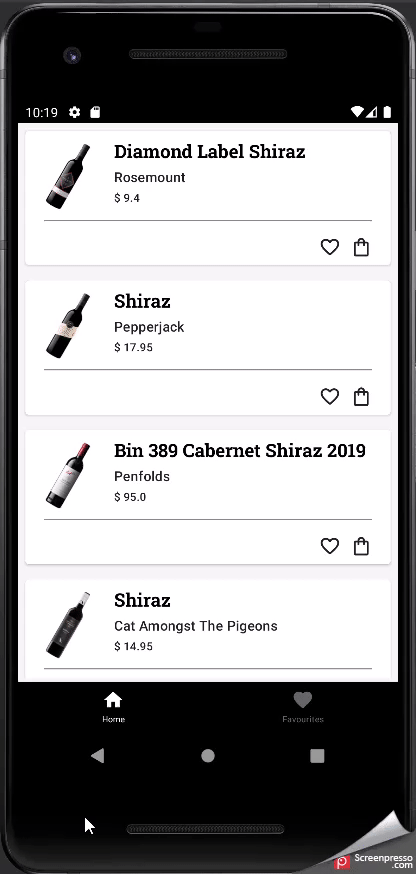 10:19
Diamond Label Shiraz
Rosemount
$ 9.4
Shiraz
Pepperjack
$ 17.95
Bin 389 Cabernet Shiraz 2019
Penfolds
$ 95.0
Shiraz
Cat Amongst The Pigeons
$ 14.95
Home
Favourites
Screenpresso
.com